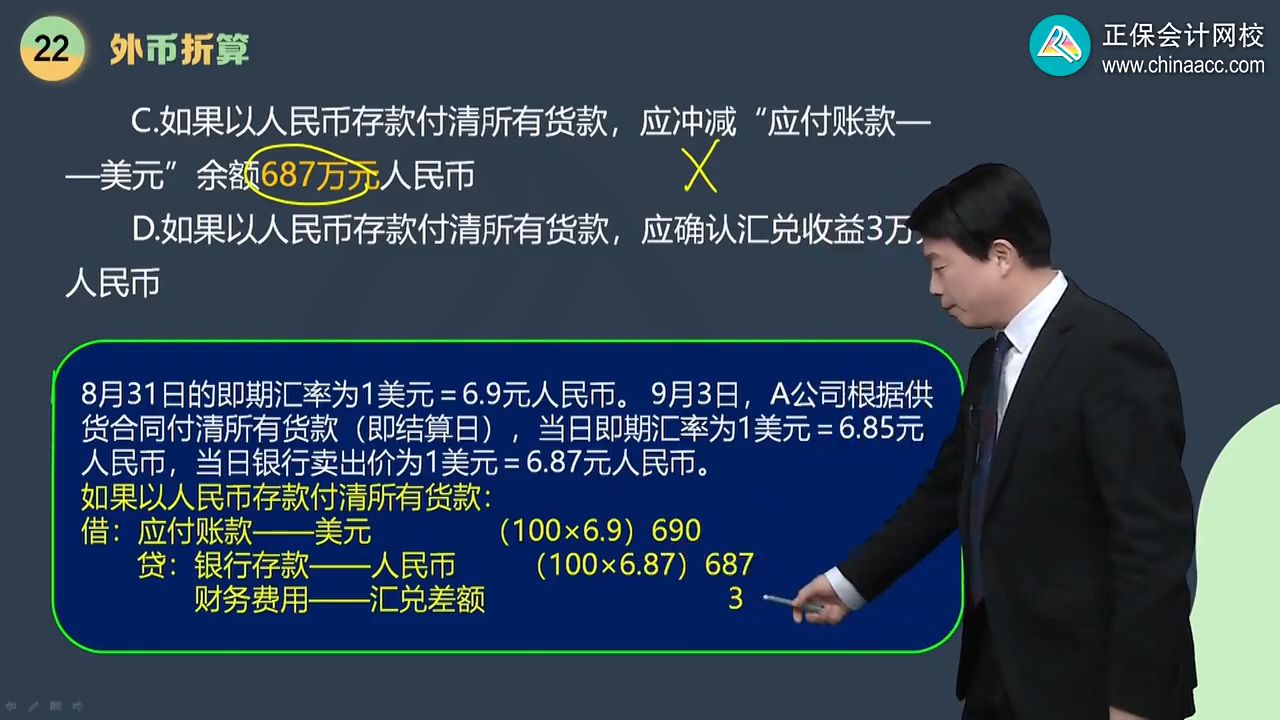 22
外币折算
正保会计网校
www.chinaacc.com
C.如果以人民币存款付清所有货款，应冲减“应付账款—
—美元”余额687万元人民币
D.如果以人民币存款付清所有货款，应确认汇兑收益3万
人民币
8月31日的即期汇率为1美元＝6.9元人民币。 9月3日，A公司根据供
货合同付清所有货款（即结算日），当日即期汇率为1美元＝6.85元
人民币，当日银行卖出价为1美元＝6.87元人民币。
如果以人民币存款付清所有货款：
借：应付账款——美元 （100×6.9）690
贷：银行存款——人民币 （100×6.87）687
财务费用——汇兑差额 3